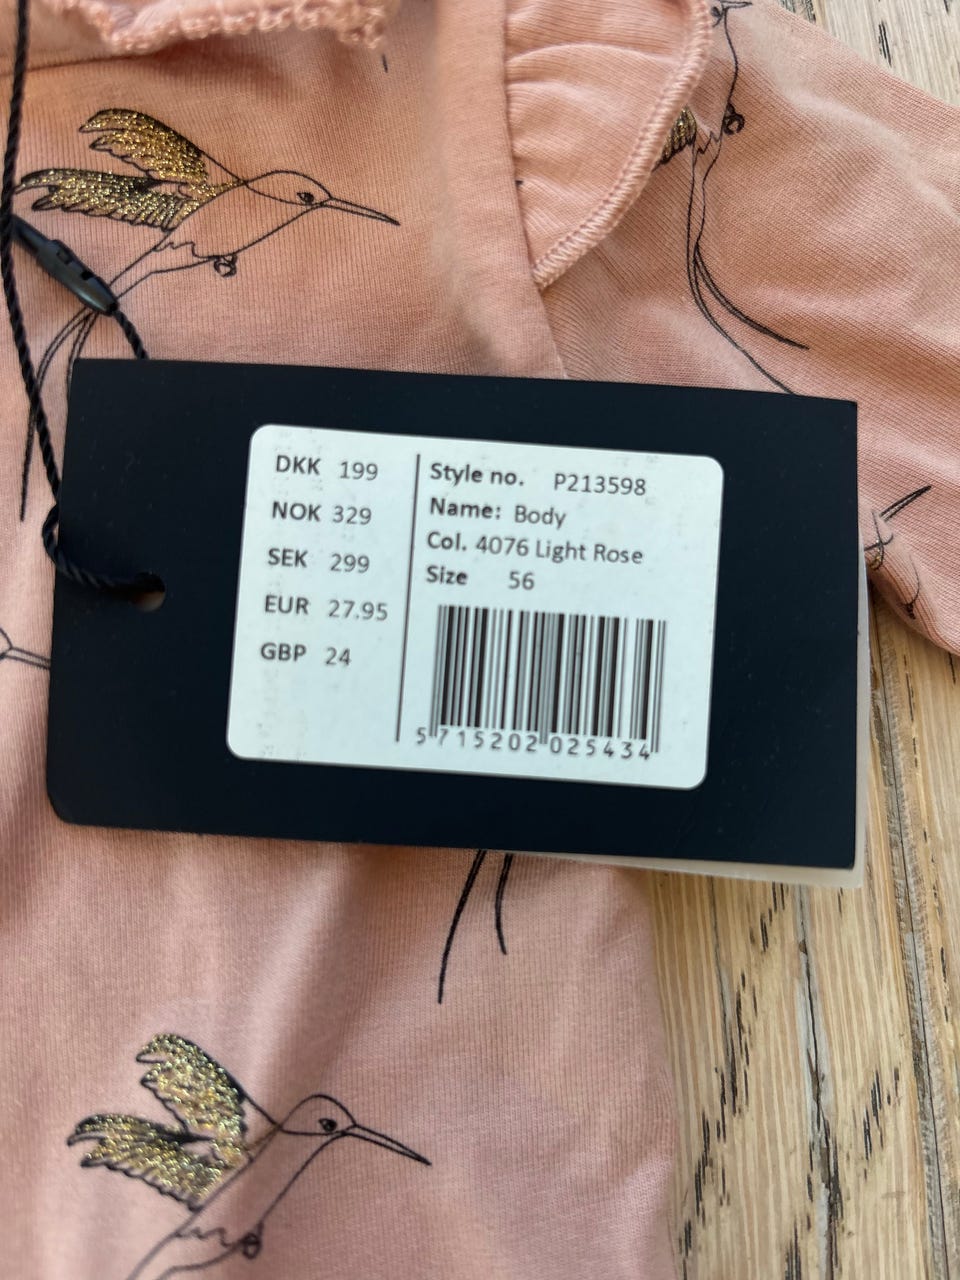 DKK 199
NOK 329
SEK 299
EUR 27.95
GBP 24
Style no. P213598
Name: Body
Col. 4076 Light Rose
Size 56
5 715202 025434